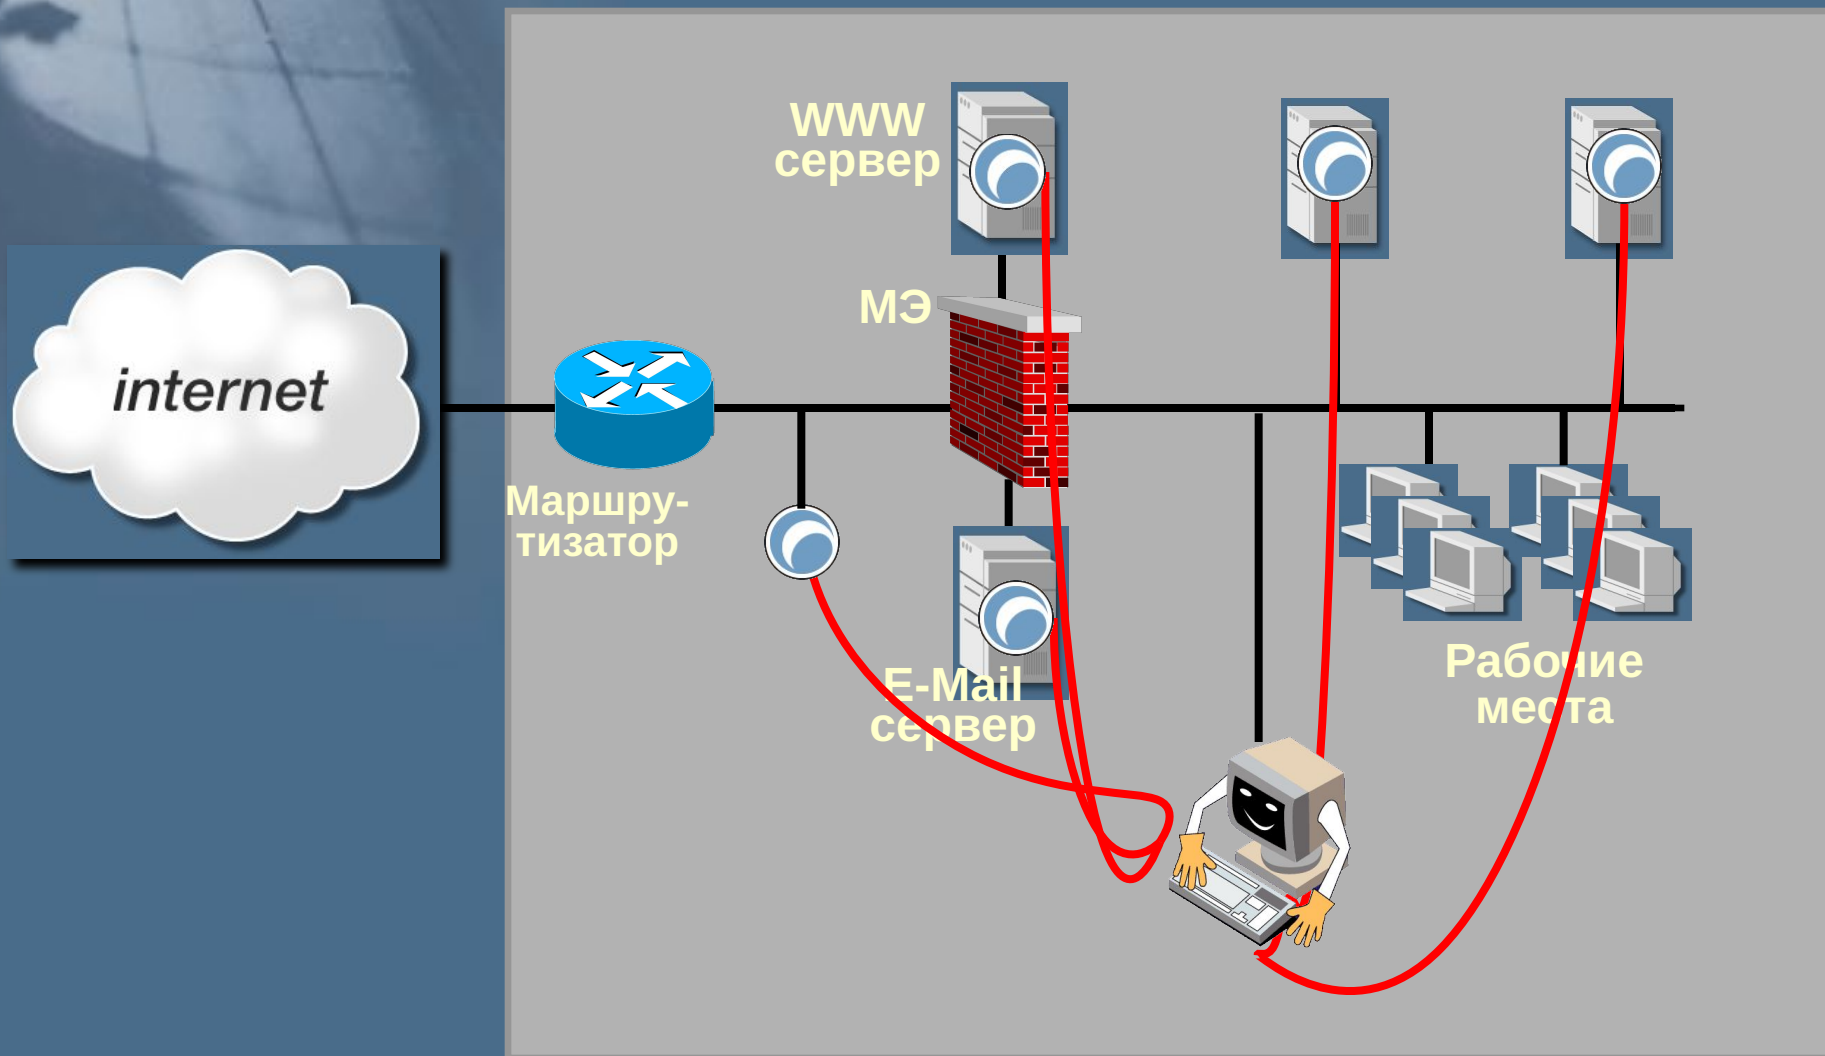 WWW
сервер
МЭ
internet
Маршру-
тизатор
E-Mail
сервер
Рабочие
места